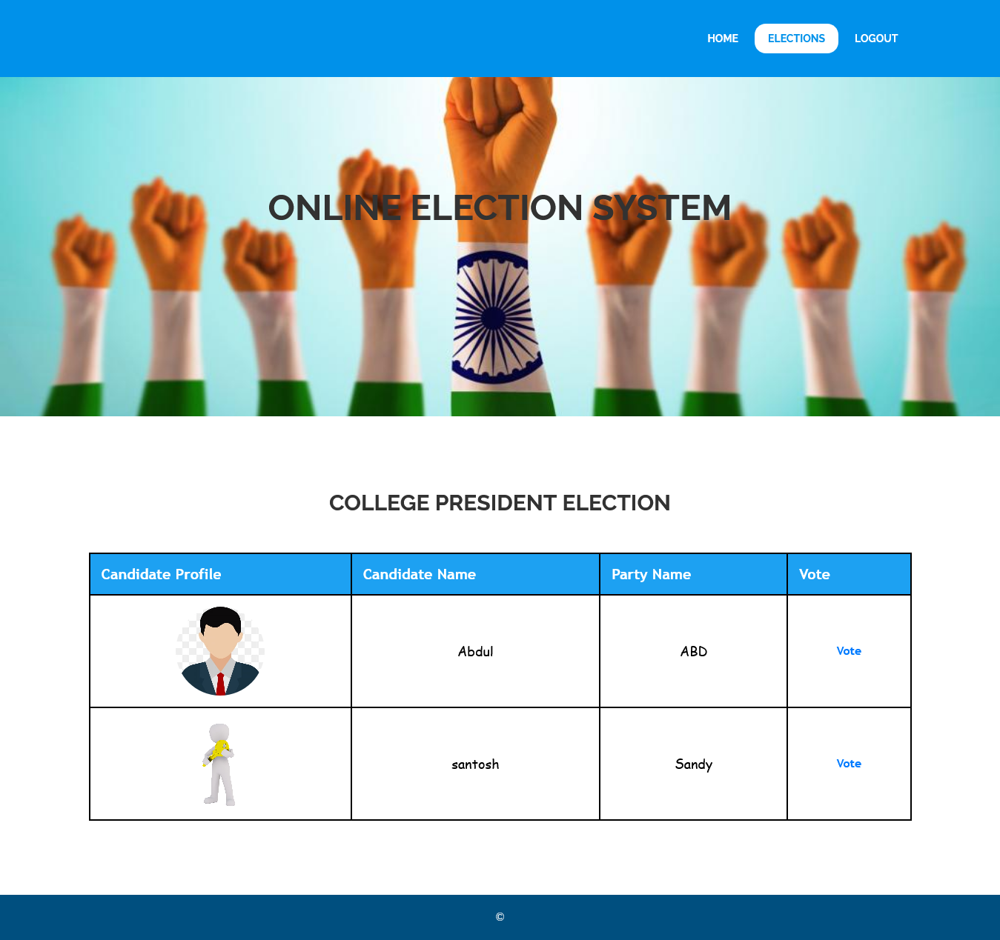 HOME ELECTIONS LOGOUT
ONLINE ELECTION SYSTEM
COLLEGE PRESIDENT ELECTION
Candidate Profile Candidate Name Party Name Vote
Abdul ABD Vote
santosh Sandy Vote
©